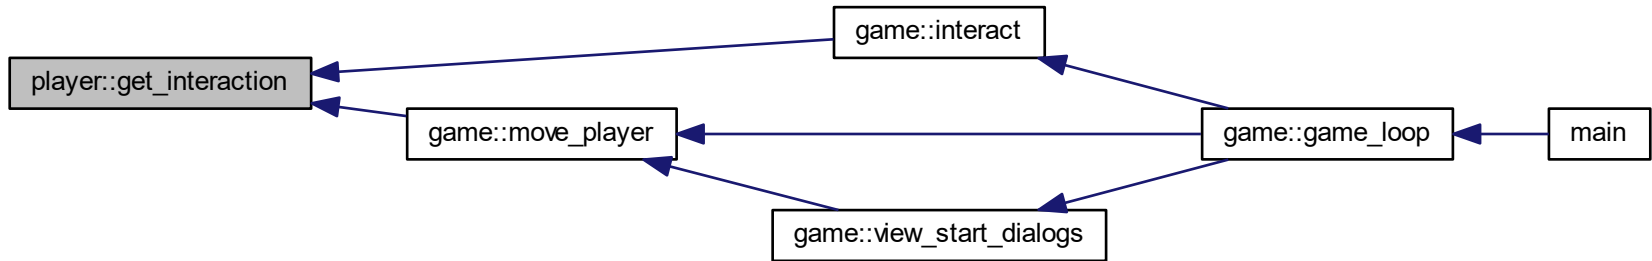 game::interact
player::get_interaction
game::move_player
game::game_loop
main
game::view_start_dialogs